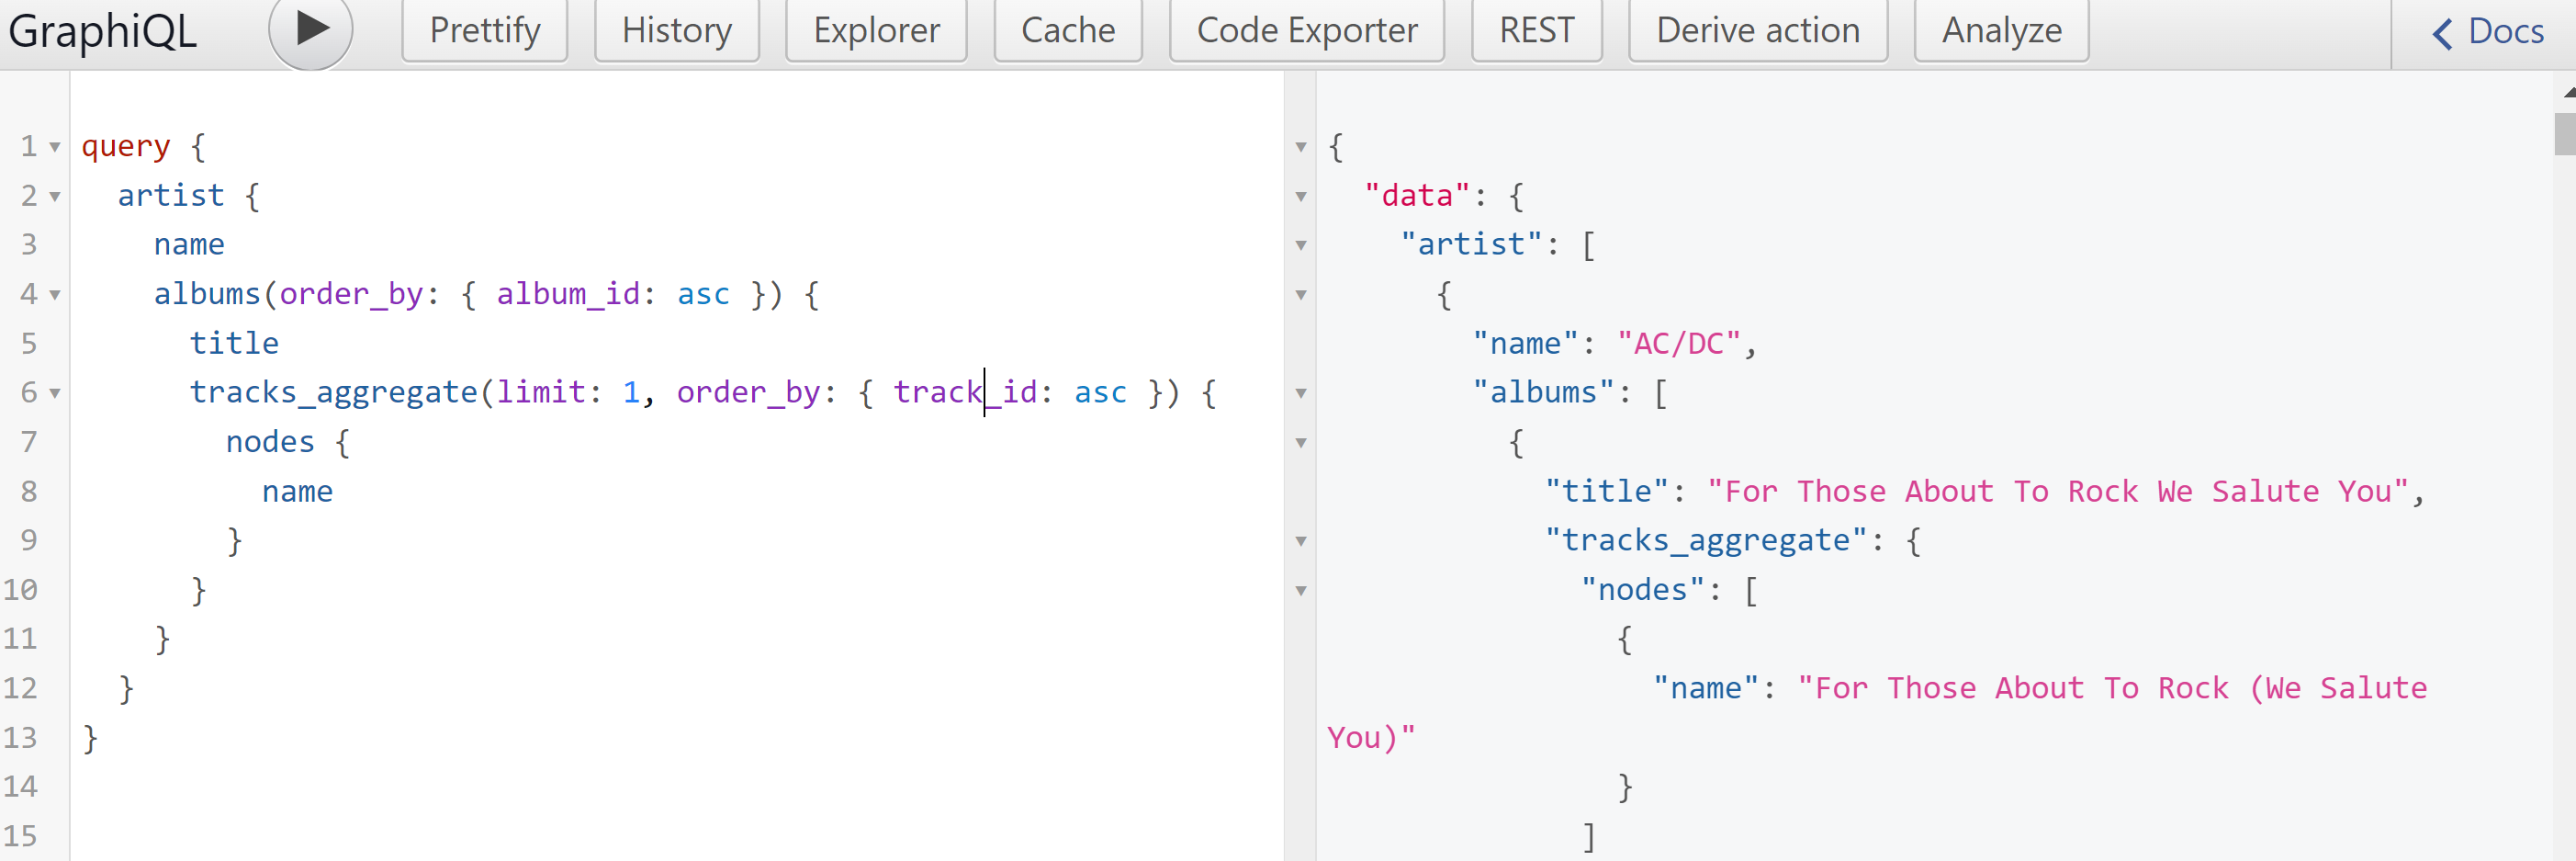 GraphiQL Prettify History Explorer Cache Code Exporter REST Derive action Analyze Docs
1 query {
2   artist {
3     name
4     albums(order_by: { album_id: asc }) {
5       title
6       tracks_aggregate(limit: 1, order_by: { track_id: asc }) {
7         nodes {
8           name
9         }
10       }
11     }
12   }
13 }
14
15
{
  "data": {
    "artist": [
      {
        "name": "AC/DC",
        "albums": [
          {
            "title": "For Those About To Rock We Salute You",
            "tracks_aggregate": {
              "nodes": [
                {
                  "name": "For Those About To Rock (We Salute
You)"
                }
              ]